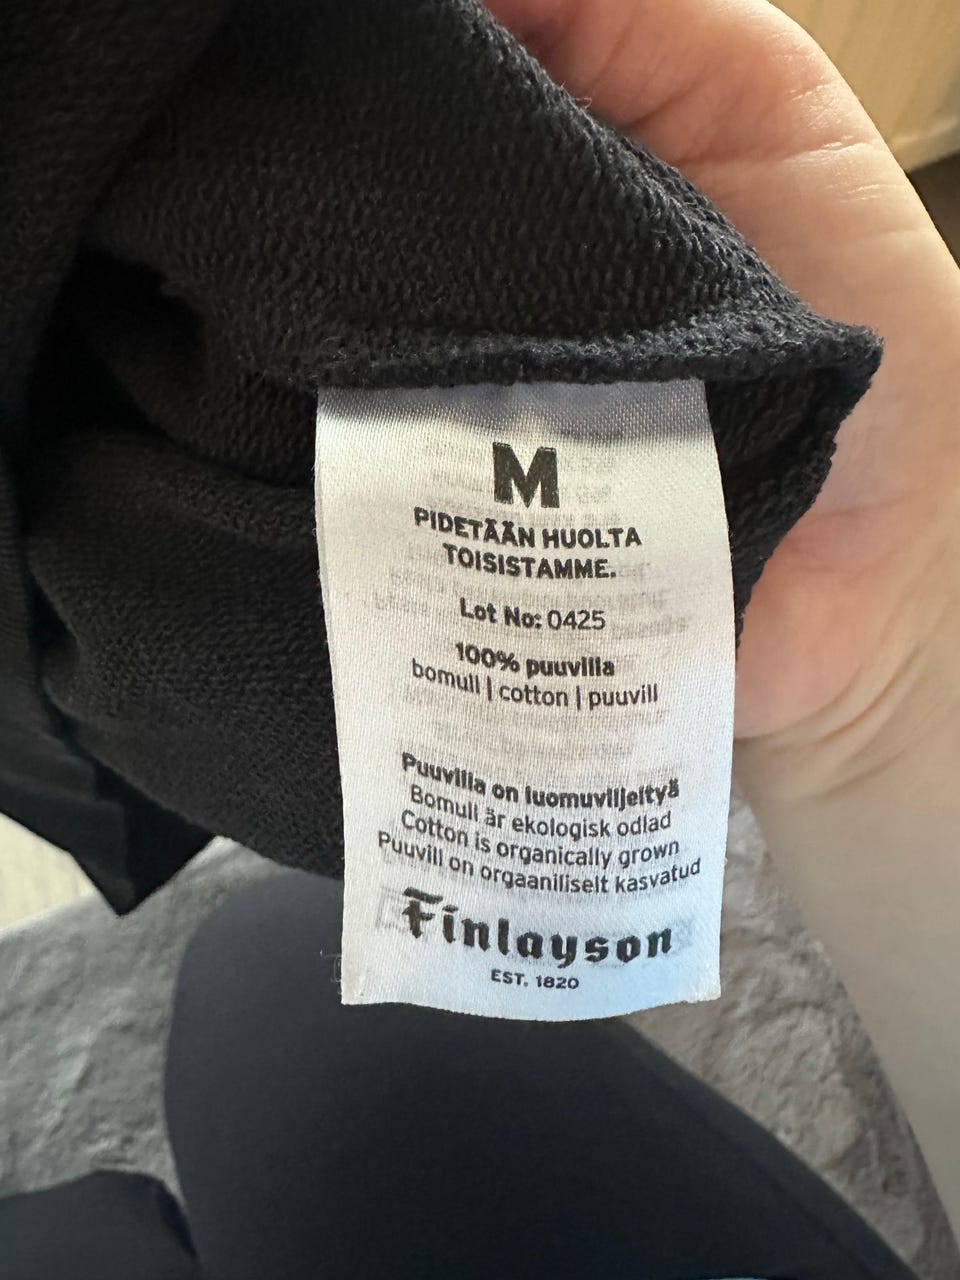 M
PIDETÄÄN HUOLTA
TOISISTAMME.
Lot No: 0425
100% puuvilla
bomull | cotton | puuvill
Puuvilla on luomuviljeltyä
Bomull är ekologisk odlad
Cotton is organically grown
Puuvill on orgaaniliselt kasvatud
Finlayson
EST. 1820